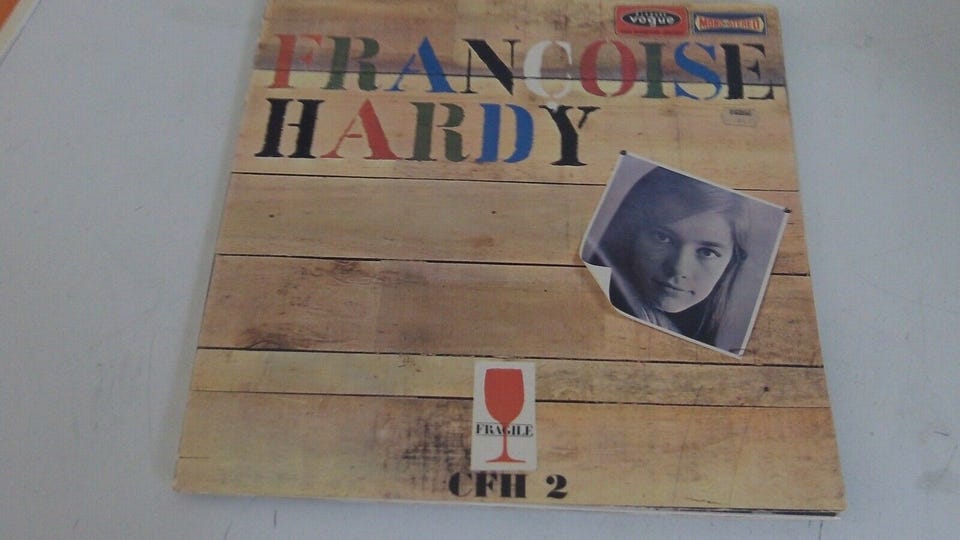 vogue
MONO-STEREO
FRANÇOISE
HARDY
FRAGILE
CFH 2